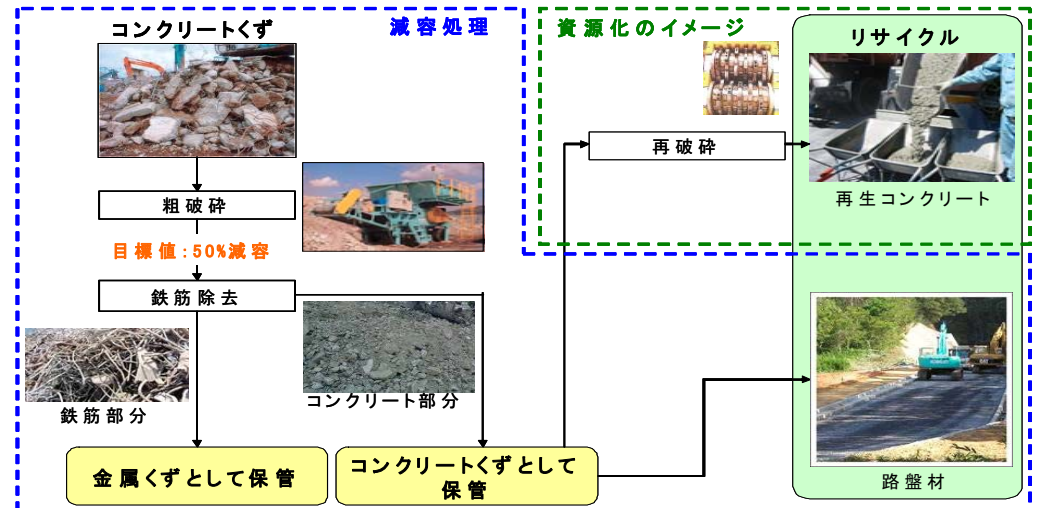 コンクリートくず
減容処理
資源化のイメージ
リサイクル
再破砕
再生コンクリート
粗破砕
目標値:50%減容
鉄筋除去
鉄筋部分
コンクリート部分
金属くずとして保管
コンクリートくずとして
保管
路盤材